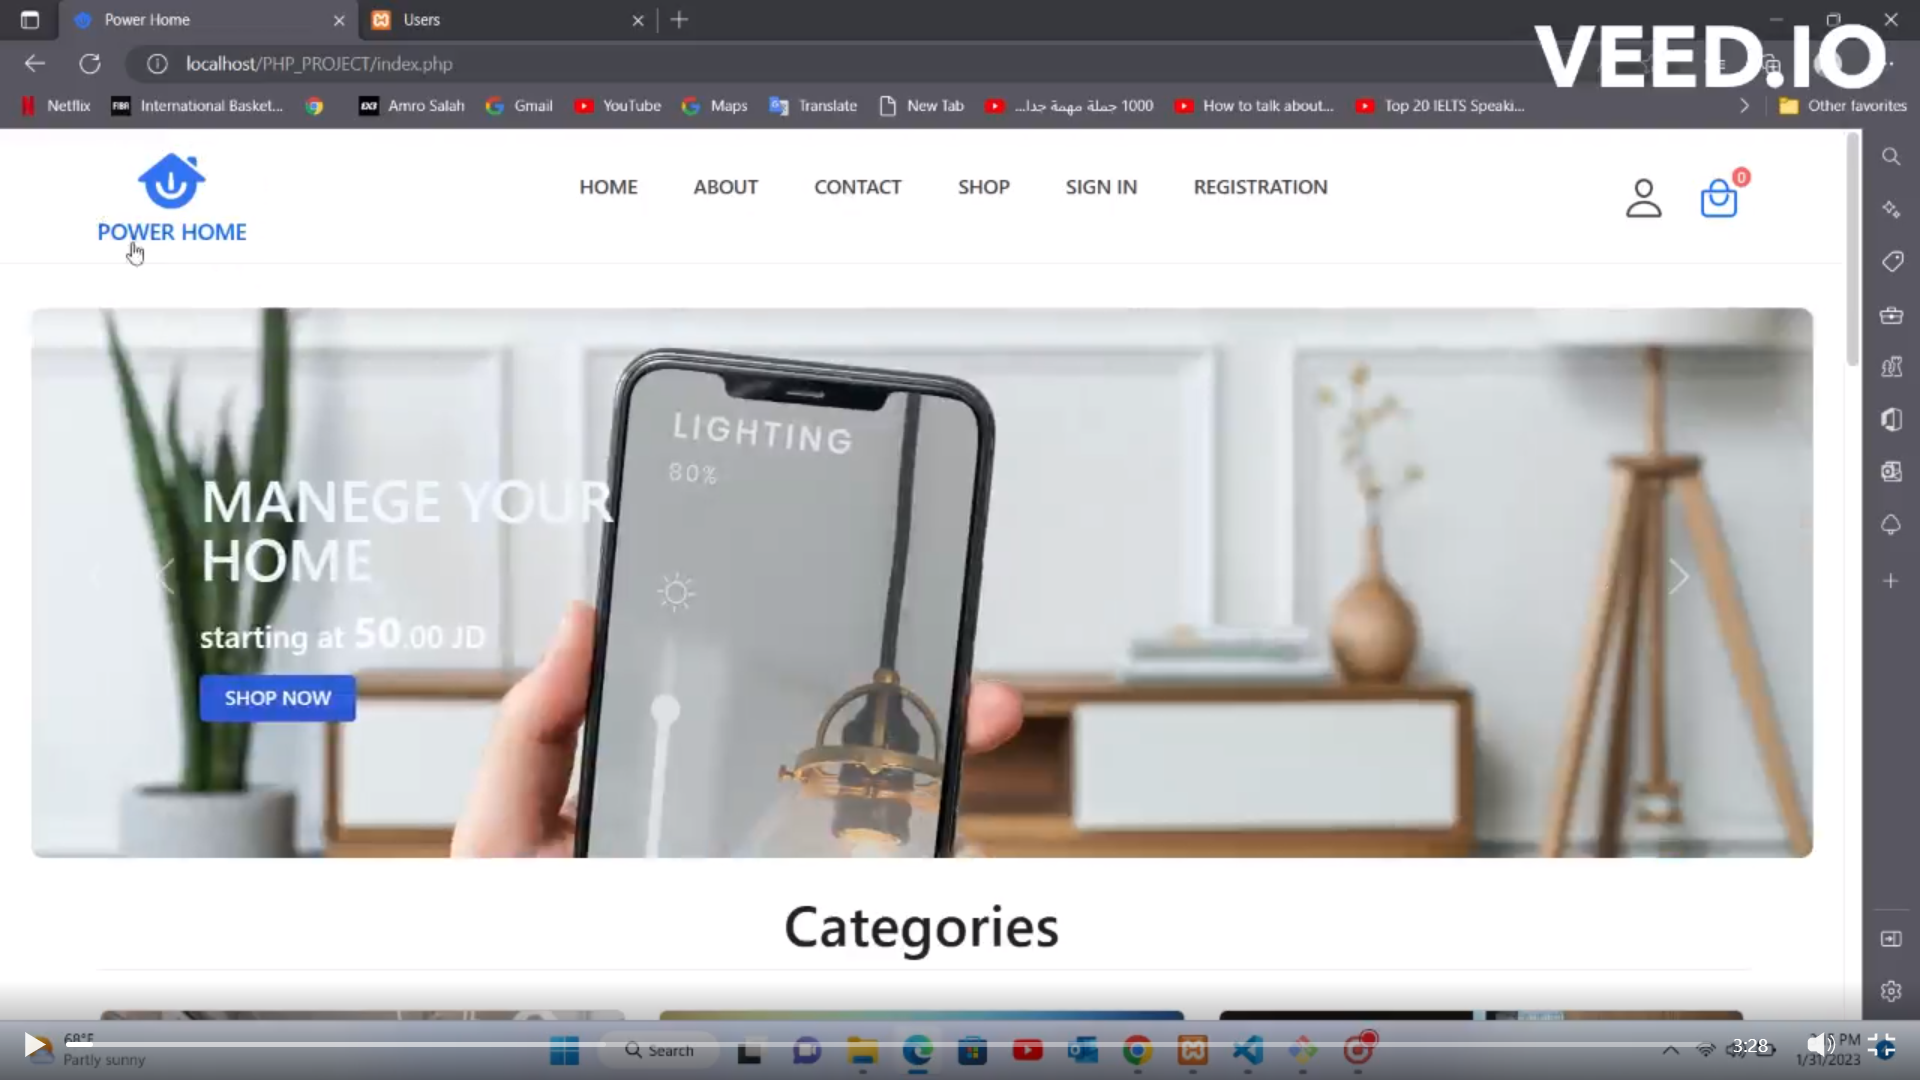 Power Home
Users
VEED.IO
localhost/PHP_PROJECT/index.php
Netflix
FIBA
International Basket...
Amro Salah
Gmail
YouTube
Maps
Translate
New Tab
1000 جملة مهمة جدا...
How to talk about...
Top 20 IELTS Speaki...
Other favorites
POWER HOME
HOME
ABOUT
CONTACT
SHOP
SIGN IN
REGISTRATION
0
LIGHTING
80%
MANEGE YOUR
HOME
starting at 50.00 JD
SHOP NOW
Categories
68°F
Partly sunny
Search
3:28
PM
1/31/2023